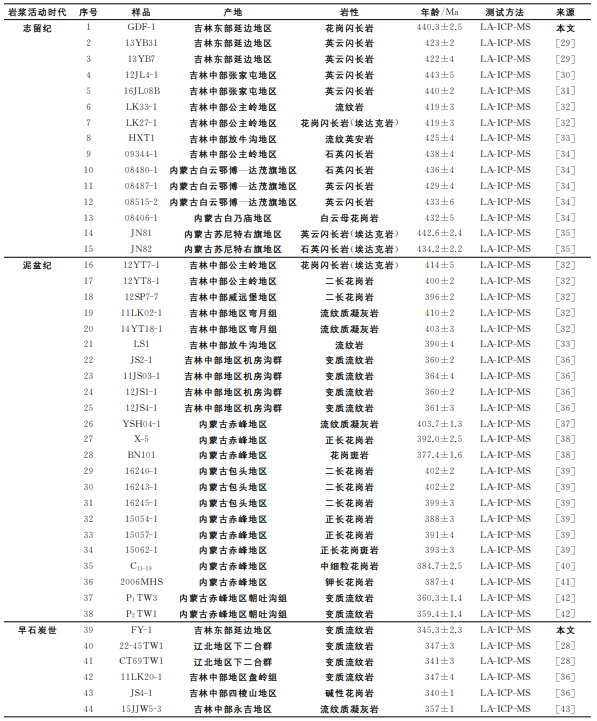 岩浆活动时代 序号 样品 产地 岩性 年龄/Ma 测试方法 来源
志留纪 1 GDF-1 吉林东部延边地区 花岗闪长岩 440.3±2.5 LA-ICP-MS 本文
2 13YB31 吉林东部延边地区 英云闪长岩 423±2 LA-ICP-MS [29]
3 13YB7 吉林东部延边地区 英云闪长岩 422±2 LA-ICP-MS [29]
4 12JL4-1 吉林中部张家屯地区 英云闪长岩 443±5 LA-ICP-MS [30]
5 16JL08B 吉林中部张家屯地区 英云闪长岩 440±2 LA-ICP-MS [31]
6 LK33-1 吉林中部公主岭地区 流纹岩 419±3 LA-ICP-MS [32]
7 LK27-1 吉林中部公主岭地区 花岗闪长岩(埃达克岩) 419±3 LA-ICP-MS [32]
8 HXT1 吉林中部放牛沟地区 流纹英安岩 425±4 LA-ICP-MS [33]
9 09344-1 吉林中部公主岭地区 石英闪长岩 438±4 LA-ICP-MS [34]
10 08480-1 内蒙古白云鄂博—达茂旗地区 石英闪长岩 436±4 LA-ICP-MS [34]
11 08487-1 内蒙古白云鄂博—达茂旗地区 英云闪长岩 429±4 LA-ICP-MS [34]
12 08515-2 内蒙古白云鄂博—达茂旗地区 英云闪长岩 433±6 LA-ICP-MS [34]
13 08406-1 内蒙古白乃庙地区 白云母花岗岩 432±5 LA-ICP-MS [34]
14 JN81 内蒙古苏尼特右旗地区 英云闪长岩(埃达克岩) 442.6±2.4 LA-ICP-MS [35]
15 JN82 内蒙古苏尼特右旗地区 石英闪长岩(埃达克岩) 434.2±2.2 LA-ICP-MS [35]
泥盆纪 16 12YT7-1 吉林中部公主岭地区 花岗闪长岩(埃达克岩) 414±5 LA-ICP-MS [32]
17 12YT8-1 吉林中部公主岭地区 二长花岗岩 400±2 LA-ICP-MS [32]
18 12SP7-7 吉林中部威远堡地区 二长花岗岩 396±2 LA-ICP-MS [32]
19 11LK02-1 吉林中部地区弯月组 流纹质凝灰岩 410±2 LA-ICP-MS [32]
20 14YT18-1 吉林中部地区弯月组 流纹质凝灰岩 403±3 LA-ICP-MS [32]
21 LS1 吉林中部放牛沟地区 流纹岩 390±4 LA-ICP-MS [33]
22 JS2-1 吉林中部地区机房沟群 变质流纹岩 360±2 LA-ICP-MS [36]
23 11JS03-1 吉林中部地区机房沟群 变质流纹岩 364±4 LA-ICP-MS [36]
24 12JS1-1 吉林中部地区机房沟群 变质流纹岩 360±2 LA-ICP-MS [36]
25 12JS4-1 吉林中部地区机房沟群 变质流纹岩 361±3 LA-ICP-MS [36]
26 YSH04-1 内蒙古赤峰地区 流纹质凝灰岩 403.7±1.3 LA-ICP-MS [37]
27 X-5 内蒙古赤峰地区 正长花岗岩 392.0±2.5 LA-ICP-MS [38]
28 BN101 内蒙古赤峰地区 花岗斑岩 377.4±1.6 LA-ICP-MS [38]
29 16240-1 内蒙古包头地区 二长花岗岩 402±2 LA-ICP-MS [39]
30 16243-1 内蒙古包头地区 二长花岗岩 402±2 LA-ICP-MS [39]
31 16245-1 内蒙古包头地区 二长花岗岩 399±3 LA-ICP-MS [39]
32 15054-1 内蒙古赤峰地区 正长花岗岩 388±3 LA-ICP-MS [39]
33 15057-1 内蒙古赤峰地区 正长花岗岩 391±4 LA-ICP-MS [39]
34 15062-1 内蒙古赤峰地区 正长花岗斑岩 393±3 LA-ICP-MS [39]
35 C11-19 内蒙古赤峰地区 中细粒花岗岩 384.7±2.5 LA-ICP-MS [40]
36 2006MHS 内蒙古赤峰地区 钾长花岗岩 387±4 LA-ICP-MS [41]
37 P1TW3 内蒙古赤峰地区朝吐沟组 变质流纹岩 360.3±1.4 LA-ICP-MS [42]
38 P2TW1 内蒙古赤峰地区朝吐沟组 变质流纹岩 359.4±1.4 LA-ICP-MS [42]
早石炭世 39 FY-1 吉林东部延边地区 变质流纹岩 345.3±2.3 LA-ICP-MS 本文
40 22-45TW1 辽北地区下二台群 变质流纹岩 347±3 LA-ICP-MS [28]
41 CT69TW1 辽北地区下二台群 变质流纹岩 341±3 LA-ICP-MS [28]
42 11LK20-1 吉林中部地区盘岭组 变质流纹岩 347±4 LA-ICP-MS [36]
43 JS4-1 吉林中部四棱山地区 碱性花岗岩 340±1 LA-ICP-MS [36]
44 15JJW5-3 吉林中部永吉地区 流纹质凝灰岩 357±1 LA-ICP-MS [43]